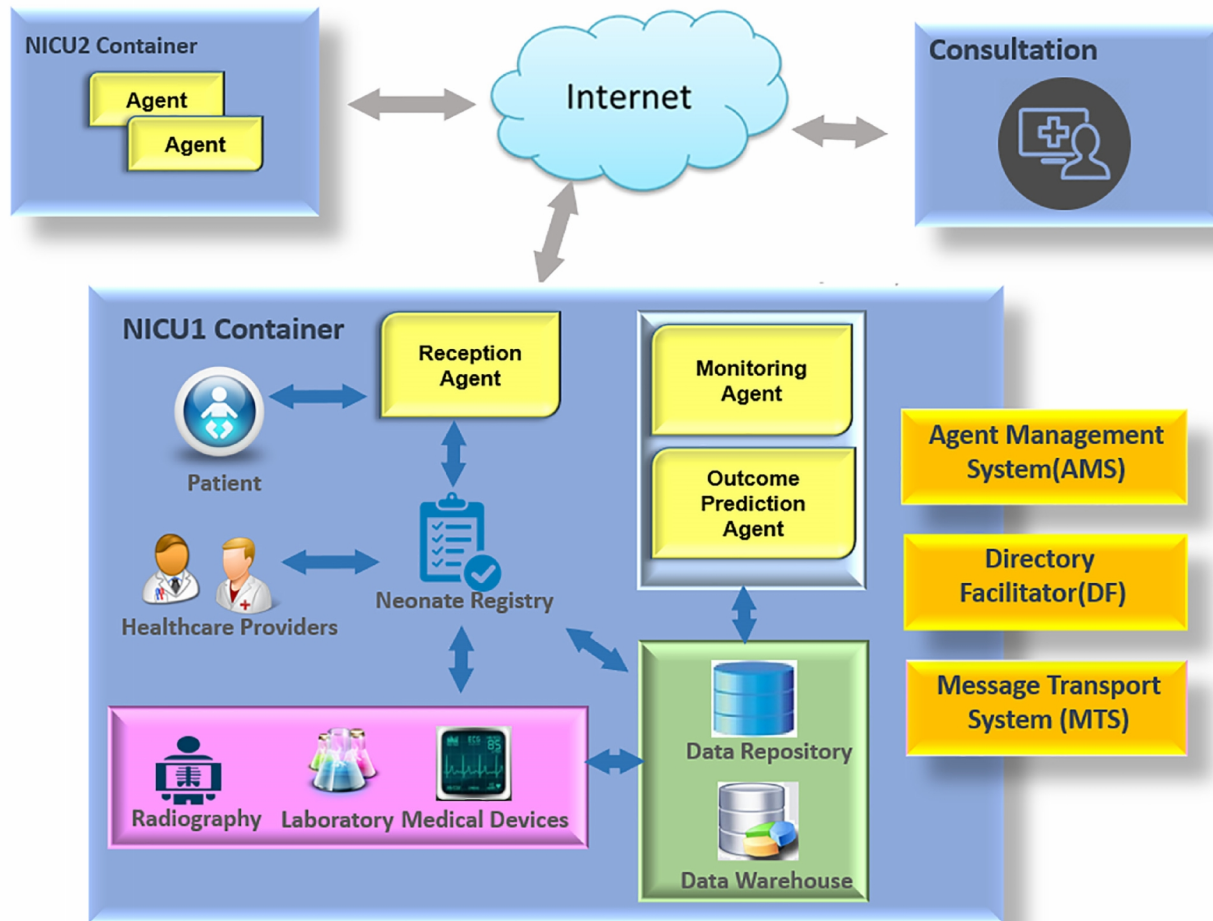 NICU2 Container
Agent
Agent
Internet
Consultation
NICU1 Container
Reception
Agent
Monitoring
Agent
Patient
Outcome
Prediction
Agent
Agent Management
System(AMS)
Neonate Registry
Healthcare Providers
Directory
Facilitator(DF)
Message Transport
System (MTS)
Data Repository
Radiography
Laboratory
Medical Devices
Data Warehouse